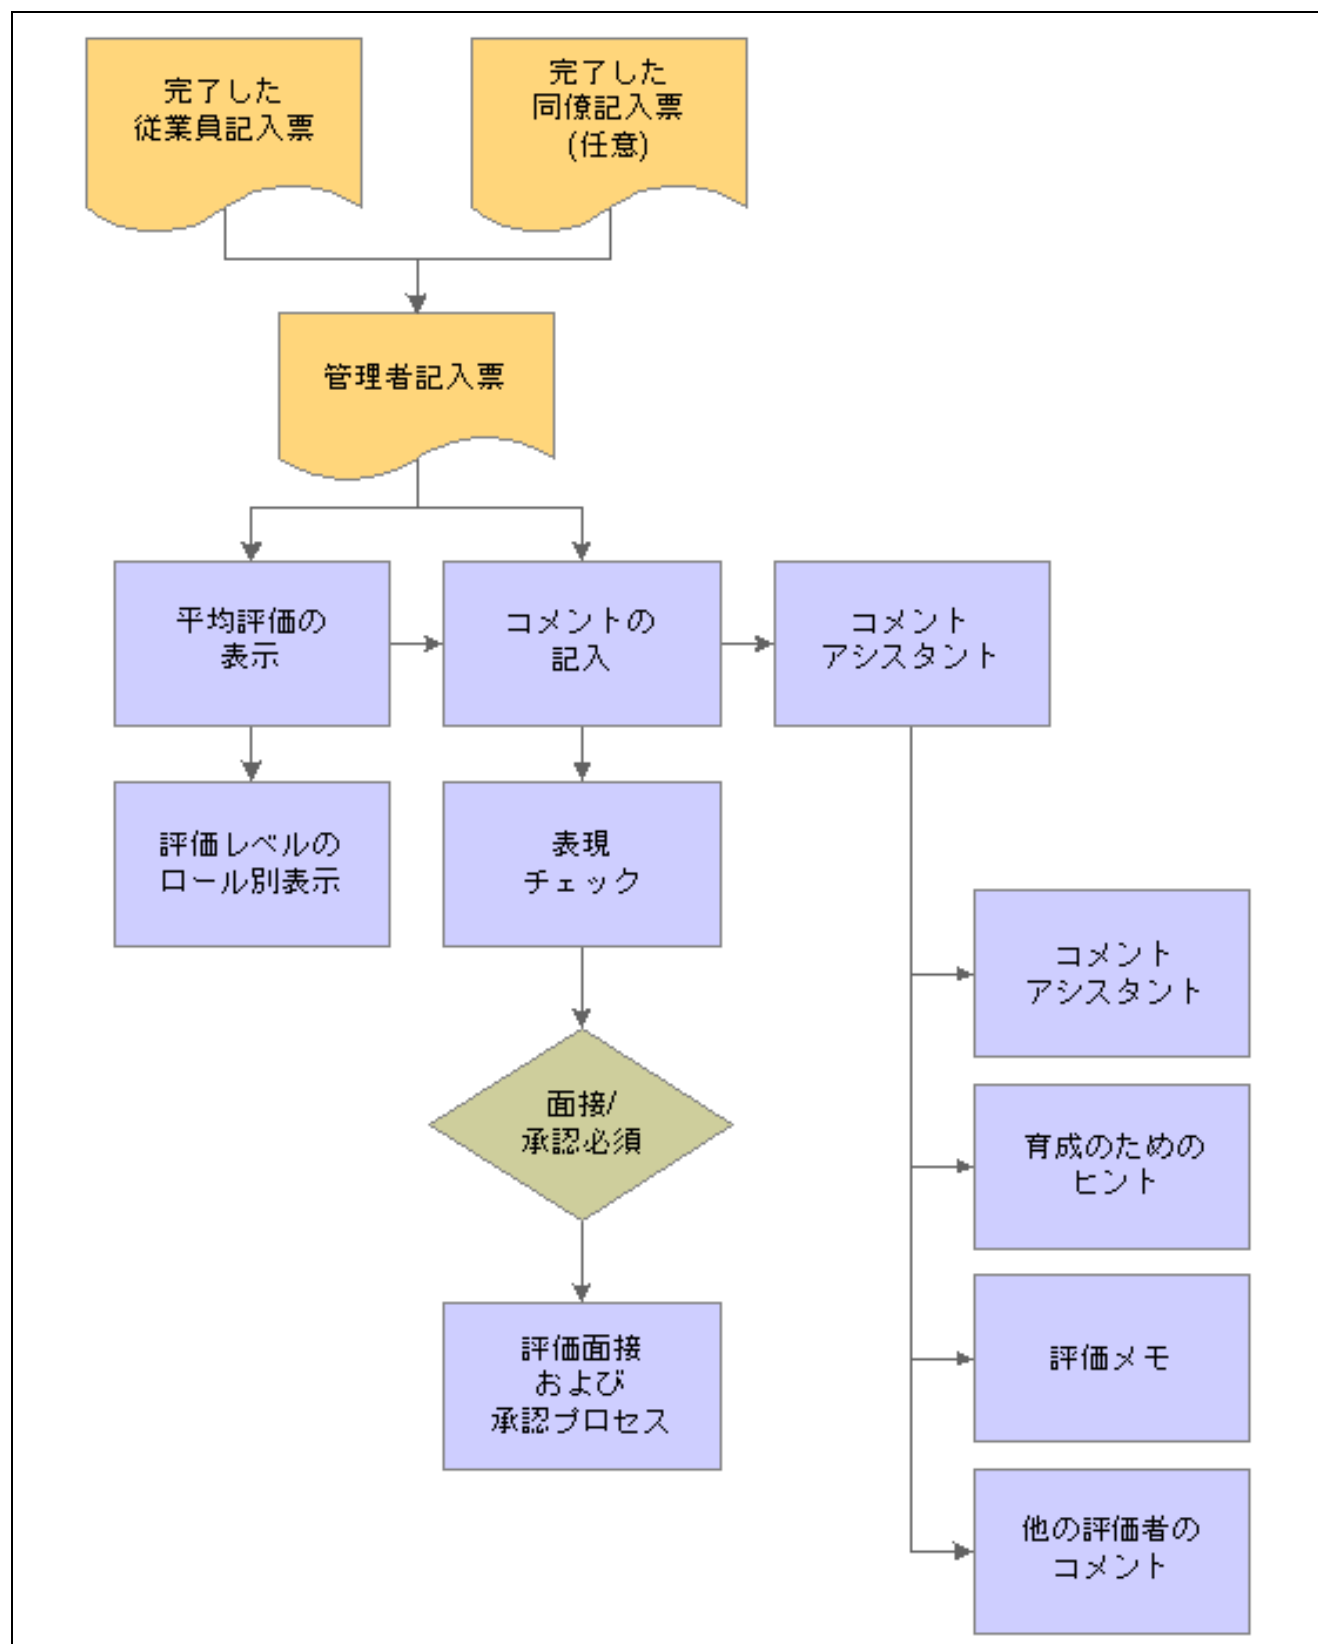 完了した
従業員記入票
完了した
同僚記入票
(任意)
管理者記入票
平均評価の
表示
コメントの
記入
コメント
アシスタント
評価レベルの
ロール別表示
表現
チェック
コメント
アシスタント
面接/
承認必須
育成のための
ヒント
評価面接
および
承認プロセス
評価メモ
他の評価者の
コメント